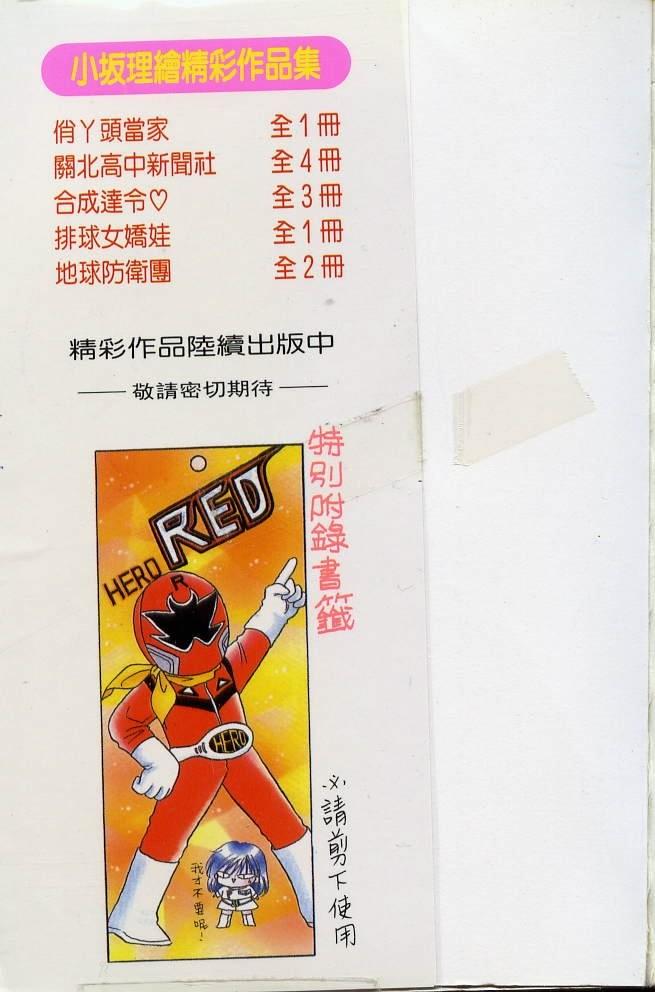 小坂理繪精彩作品集
俏丫頭當家 全1冊
關北高中新聞社 全4冊
合成達令♡ 全3冊
排球女嬌娃 全1冊
地球防衛團 全2冊
精彩作品陸續出版中
敬請密切期待
特別附錄書籤
RED
HERO
R
HERO
我才不要呢!
必請剪下使用